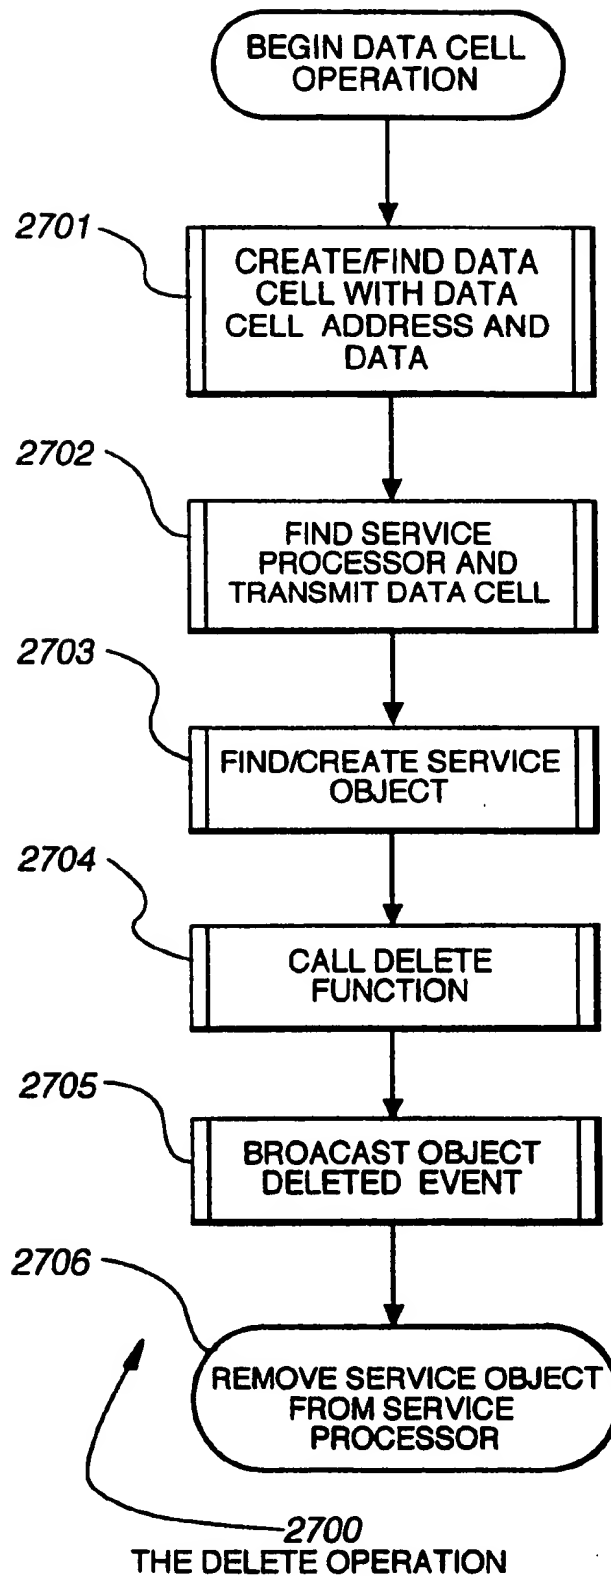 BEGIN DATA CELL
OPERATION
2701
CREATE/FIND DATA
CELL WITH DATA
CELL ADDRESS AND
DATA
2702
FIND SERVICE
PROCESSOR AND
TRANSMIT DATA CELL
2703
FIND/CREATE SERVICE
OBJECT
2704
CALL DELETE
FUNCTION
2705
BROACAST OBJECT
DELETED EVENT
2706
REMOVE SERVICE OBJECT
FROM SERVICE
PROCESSOR
2700
THE DELETE OPERATION